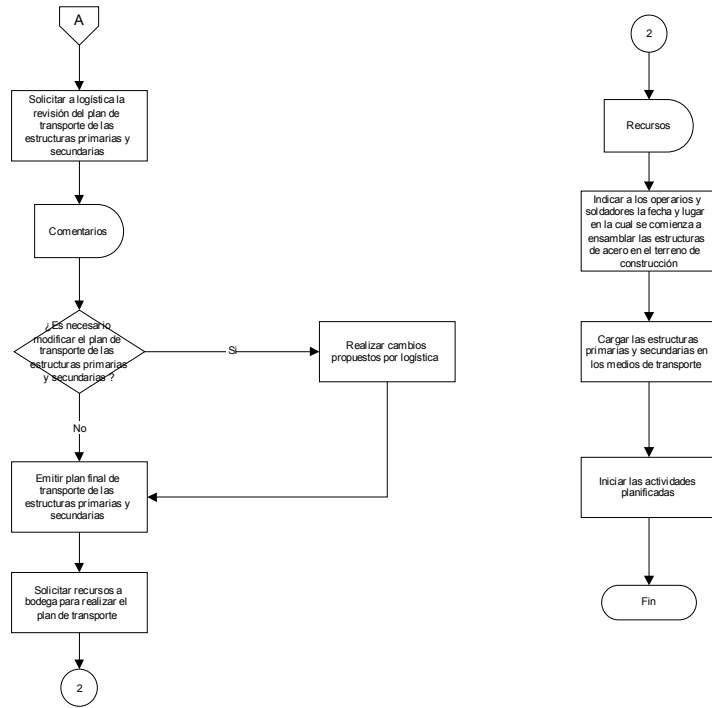 A
Solicitar a logística la
revisión del plan de
transporte de las
estructuras primarias y
secundarias
Comentarios
¿Es necesario
modificar el plan de
transporte de las
estructuras primarias
y secundarias ?
Si
Realizar cambios
propuestos por logística
No
Emitir plan final de
transporte de las
estructuras primarias y
secundarias
Solicitar recursos a
bodega para realizar el
plan de transporte
2
2
Recursos
Indicar a los operarios y
soldadores la fecha y lugar
en la cual se comienza a
ensamblar las estructuras
de acero en el terreno de
construcción
Cargar las estructuras
primarias y secundarias en
los medios de transporte
Iniciar las actividades
planificadas
Fin